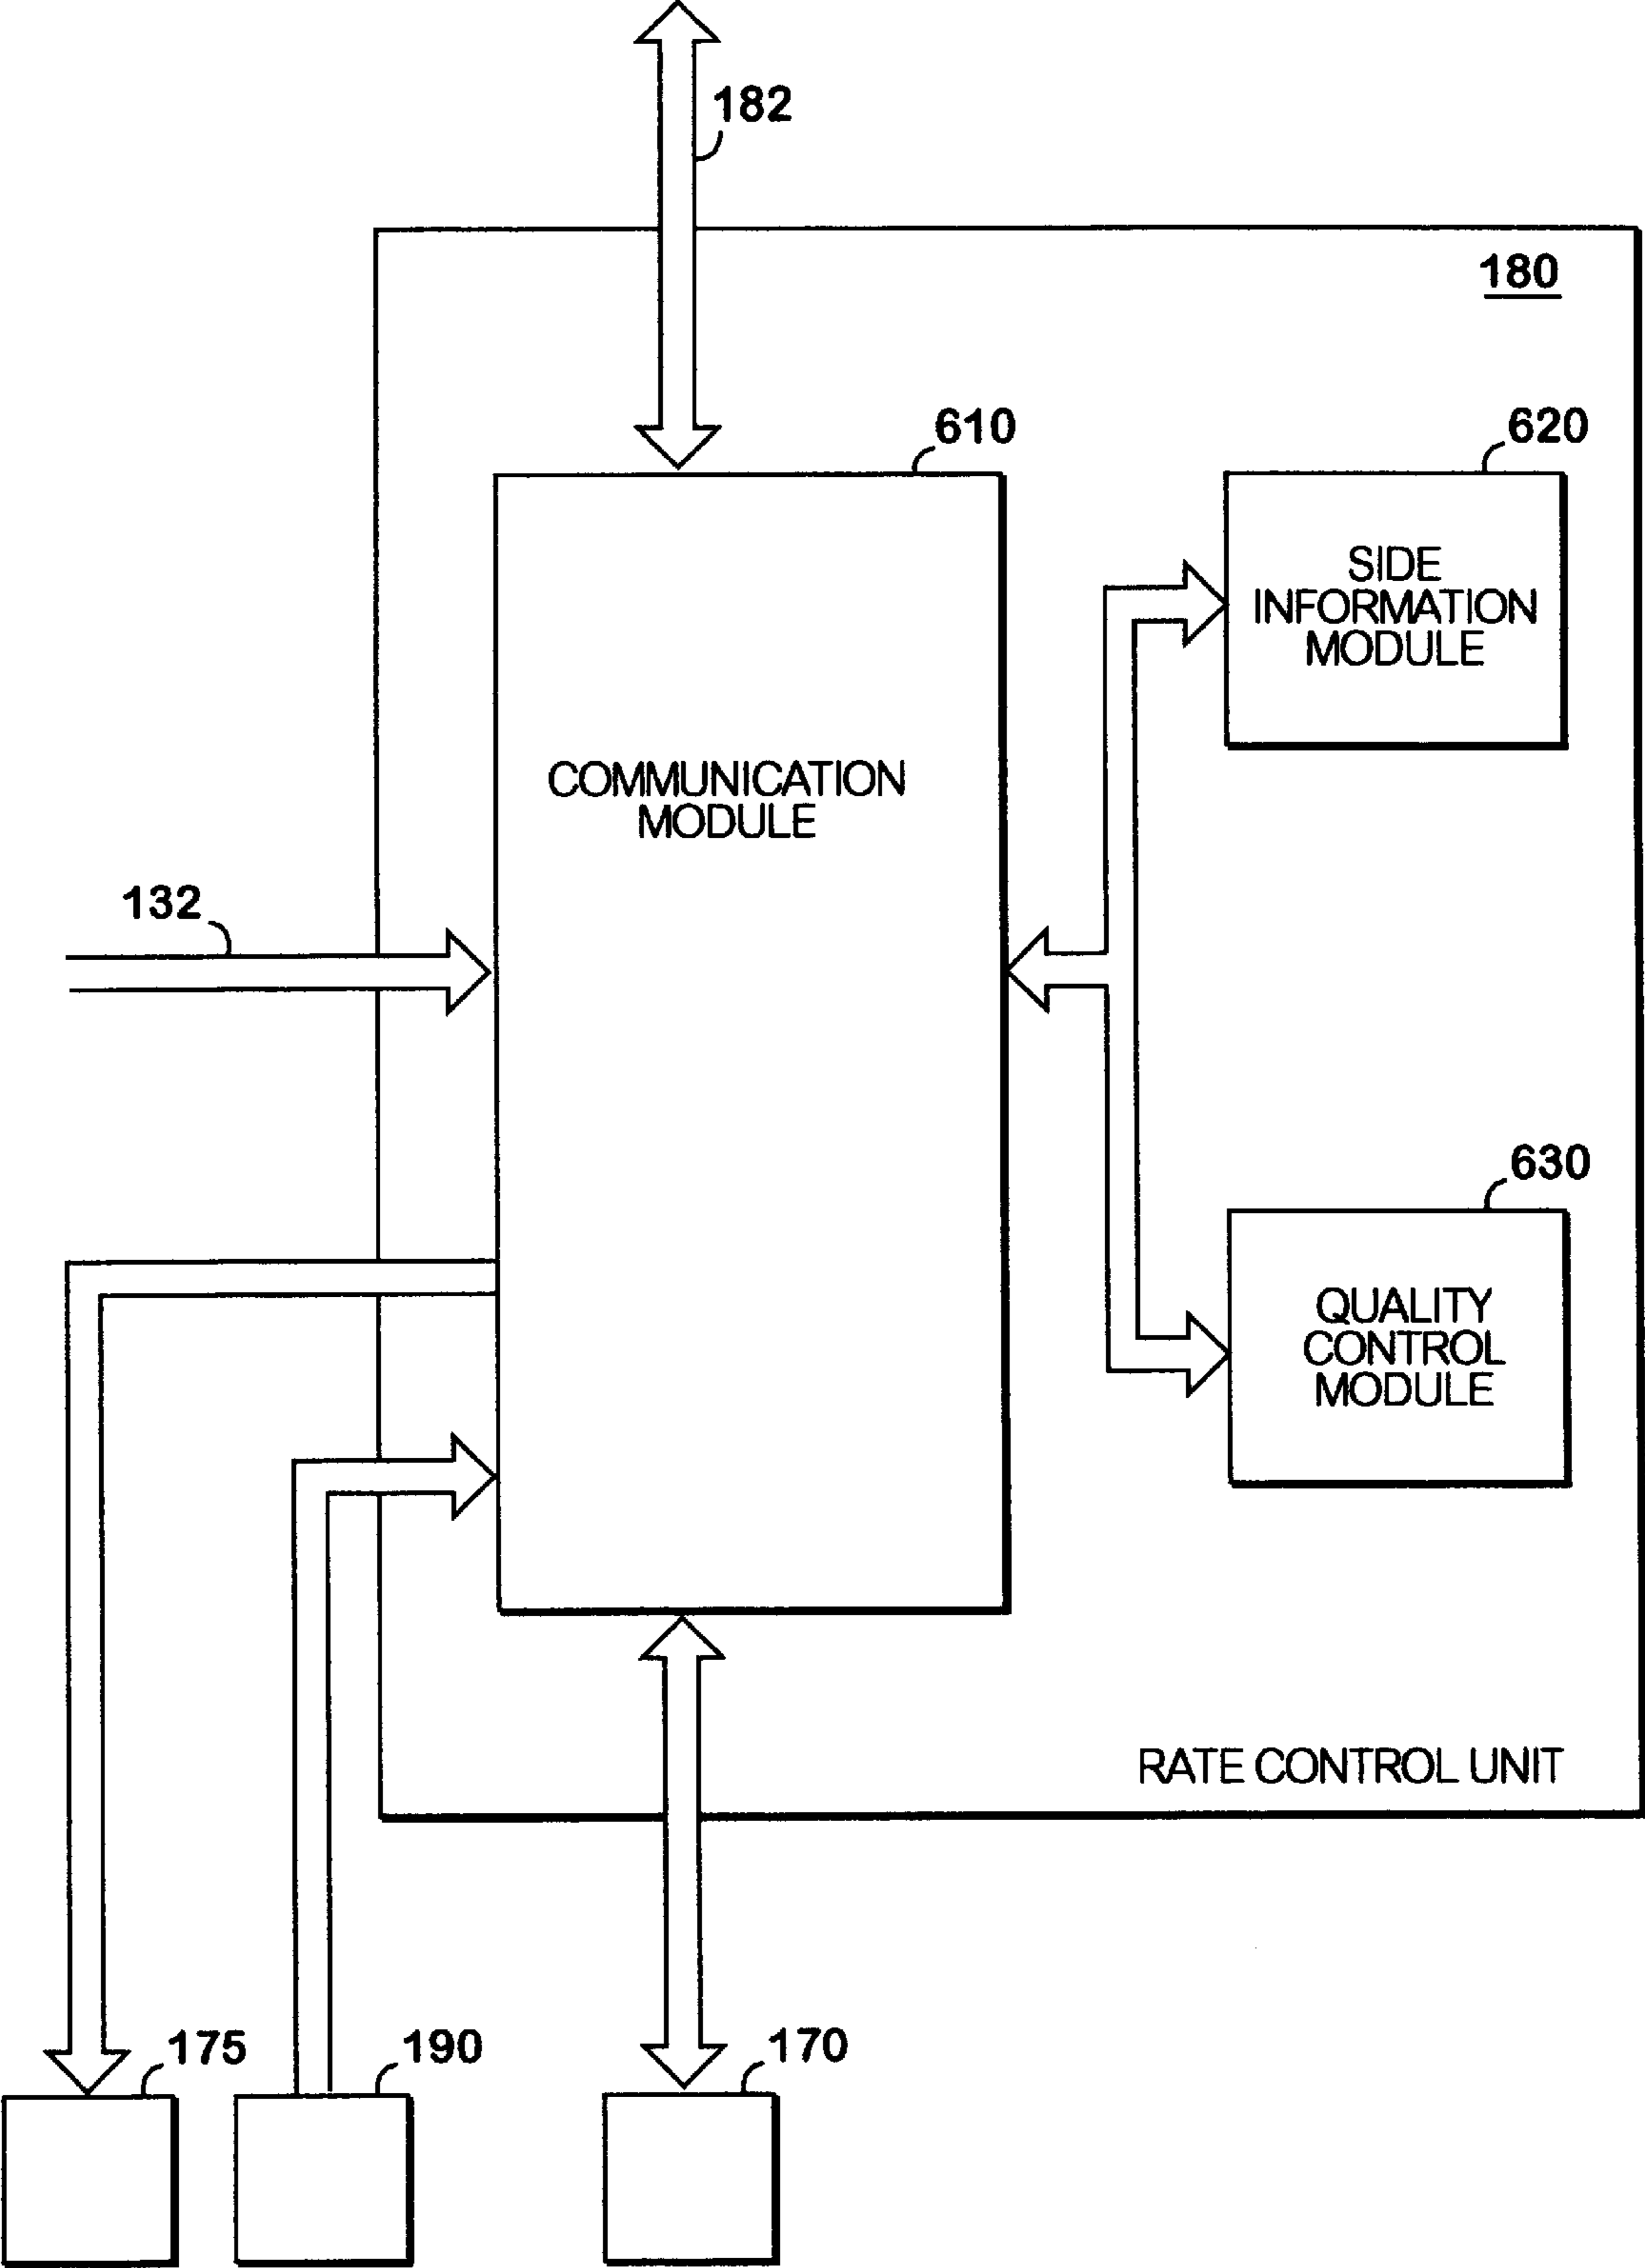 182
180
610
620
SIDE
INFORMATION
MODULE
COMMUNICATION
MODULE
132
630
QUALITY
CONTROL
MODULE
RATE CONTROL UNIT
175
190
170